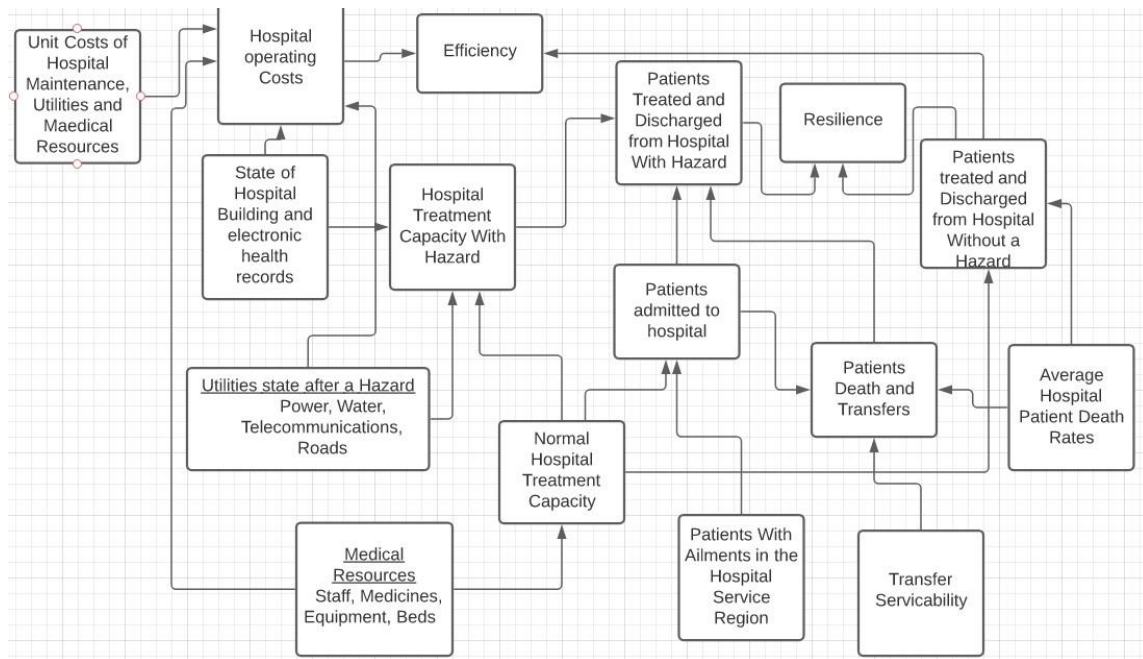 Unit Costs of
Hospital
Maintenance,
Utilities and
Maedical
Resources
Hospital
operating
Costs
Efficiency
Patients
Treated and
Discharged
from Hospital
With Hazard
Resilience
Patients
treated and
Discharged
from Hospital
Without a
Hazard
State of
Hospital
Building and
electronic
health
records
Hospital
Treatment
Capacity With
Hazard
Patients
admitted to
hospital
Utilities state after a Hazard
Power, Water,
Telecommunications,
Roads
Normal
Hospital
Treatment
Capacity
Patients
Death and
Transfers
Average
Hospital
Patient Death
Rates
Medical
Resources
Staff, Medicines,
Equipment, Beds
Patients With
Ailments in the
Hospital
Service
Region
Transfer
Servicability